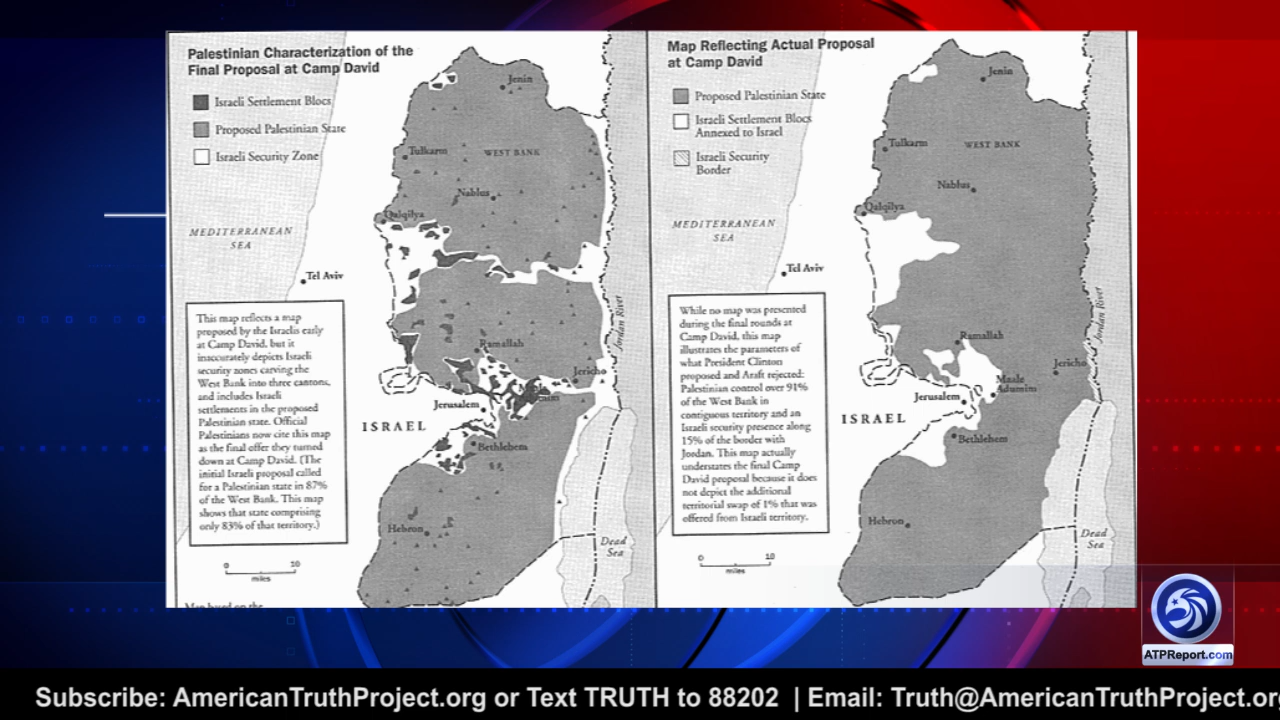 Palestinian Characterization of the
Final Proposal at Camp David
Israeli Settlement Blocs
Proposed Palestinian State
Israeli Security Zone
Jenin
Tulkarm
WEST BANK
Nablus
Qalqilya
MEDITERRANEAN
SEA
Tel Aviv
This map reflects a map
proposed by the Israelis early
at Camp David, but it
inaccurately depicts Israeli
security zones carving the
West Bank into three cantons,
and includes Israeli
settlements in the proposed
Palestinian state. Official
Palestinians now cite this map
as the final offer they turned
down at Camp David. (The
initial Israeli proposal called
for a Palestinian state in 87%
of the West Bank. This map
shows that state comprising
only 83% of that territory.)
Jordan River
Ramallah
Jericho
Maale
Adumim
Jerusalem
ISRAEL
Bethlehem
Hebron
Dead
Sea
0 10
miles
Map based on the
Map Reflecting Actual Proposal
at Camp David
Proposed Palestinian State
Israeli Settlement Blocs
Annexed to Israel
Israeli Security
Border
Jenin
Tulkarm
WEST BANK
Nablus
Qalqilya
MEDITERRANEAN
SEA
Tel Aviv
While no map was presented
during the final rounds at
Camp David, this map
illustrates the parameters of
what President Clinton
proposed and Arafat rejected:
Palestinian control over 91%
of the West Bank in
contiguous territory and an
Israeli security presence along
15% of the border with
Jordan. This map actually
understates the final Camp
David proposal because it does
not depict the additional
territorial swap of 1% that was
offered from Israeli territory.
Jordan River
Ramallah
Jericho
Maale
Adumim
Jerusalem
ISRAEL
Bethlehem
Hebron
Dead
Sea
0 10
miles
ATPReport.com
Subscribe: AmericanTruthProject.org or Text TRUTH to 88202 | Email: Truth@AmericanTruthProject.or